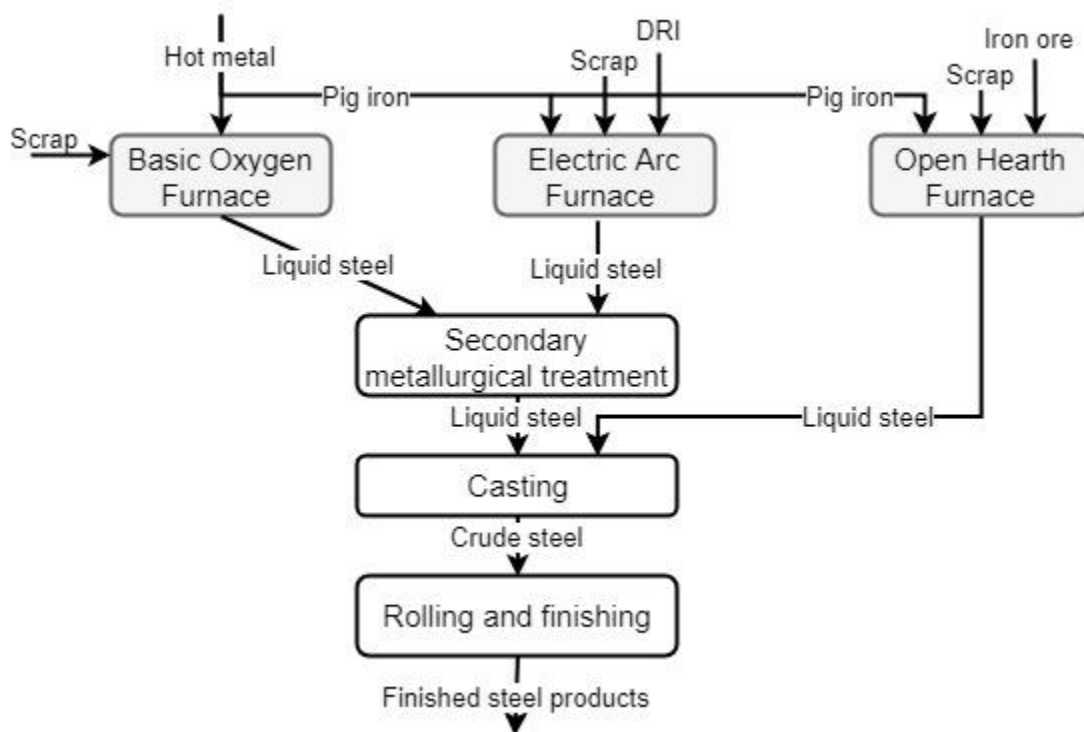 DRI
Hot metal
Scrap
Iron ore
Scrap
Pig iron
Pig iron
Scrap
Basic Oxygen
Furnace
Electric Arc
Furnace
Open Hearth
Furnace
Liquid steel
Liquid steel
Secondary
metallurgical treatment
Liquid steel
Liquid steel
Casting
Crude steel
Rolling and finishing
Finished steel products